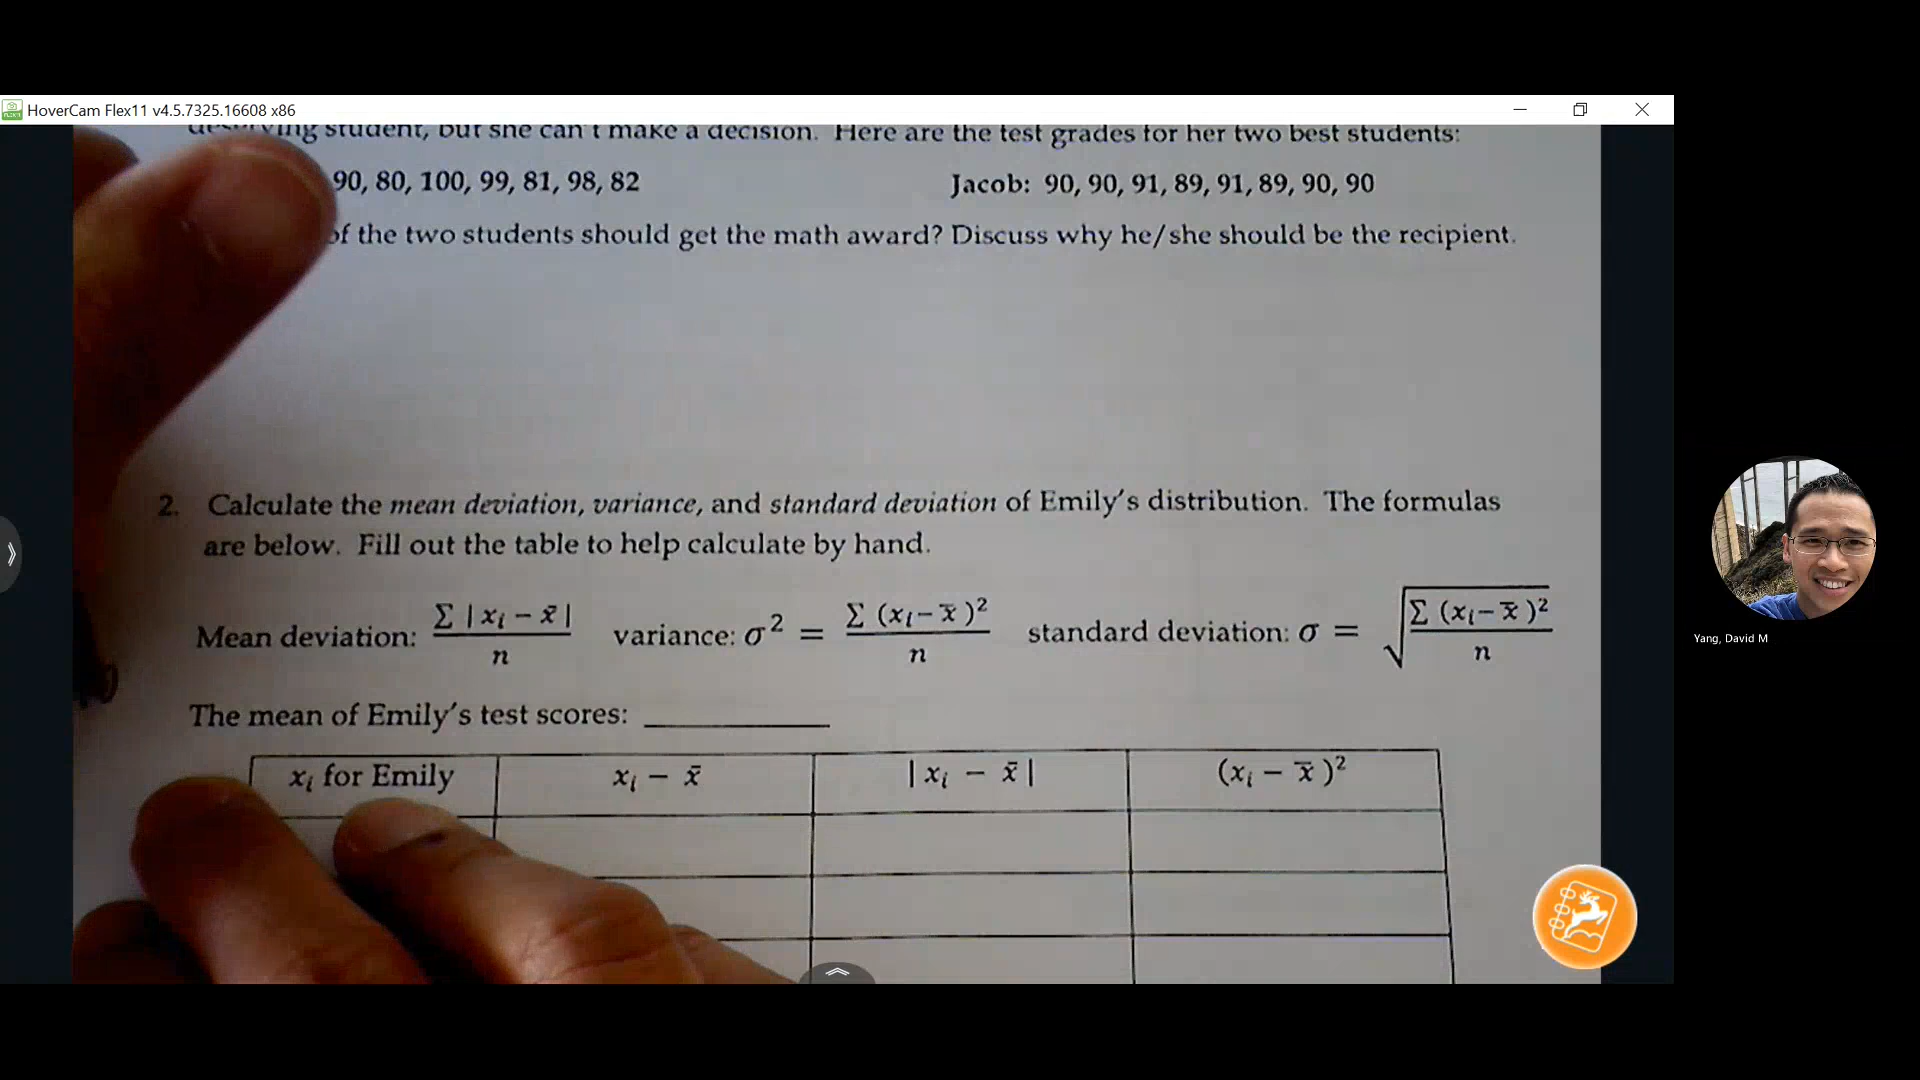 HoverCam Flex11 v4.5.7325.16608 x86
student, but she can't make a decision. Here are the test grades for her two best students:
90, 80, 100, 99, 81, 98, 82 Jacob: 90, 90, 91, 89, 91, 89, 90, 90
of the two students should get the math award? Discuss why he/she should be the recipient.
2. Calculate the mean deviation, variance, and standard deviation of Emily's distribution. The formulas
are below. Fill out the table to help calculate by hand.
Mean deviation: ∑ | xᵢ − x̄ | / n variance: σ² = ∑ (xᵢ − x̄ )² / n standard deviation: σ = √(∑ (xᵢ − x̄ )² / n)
The mean of Emily's test scores: ___________
xᵢ for Emily xᵢ − x̄ | xᵢ − x̄ | (xᵢ − x̄ )²
Yang, David M